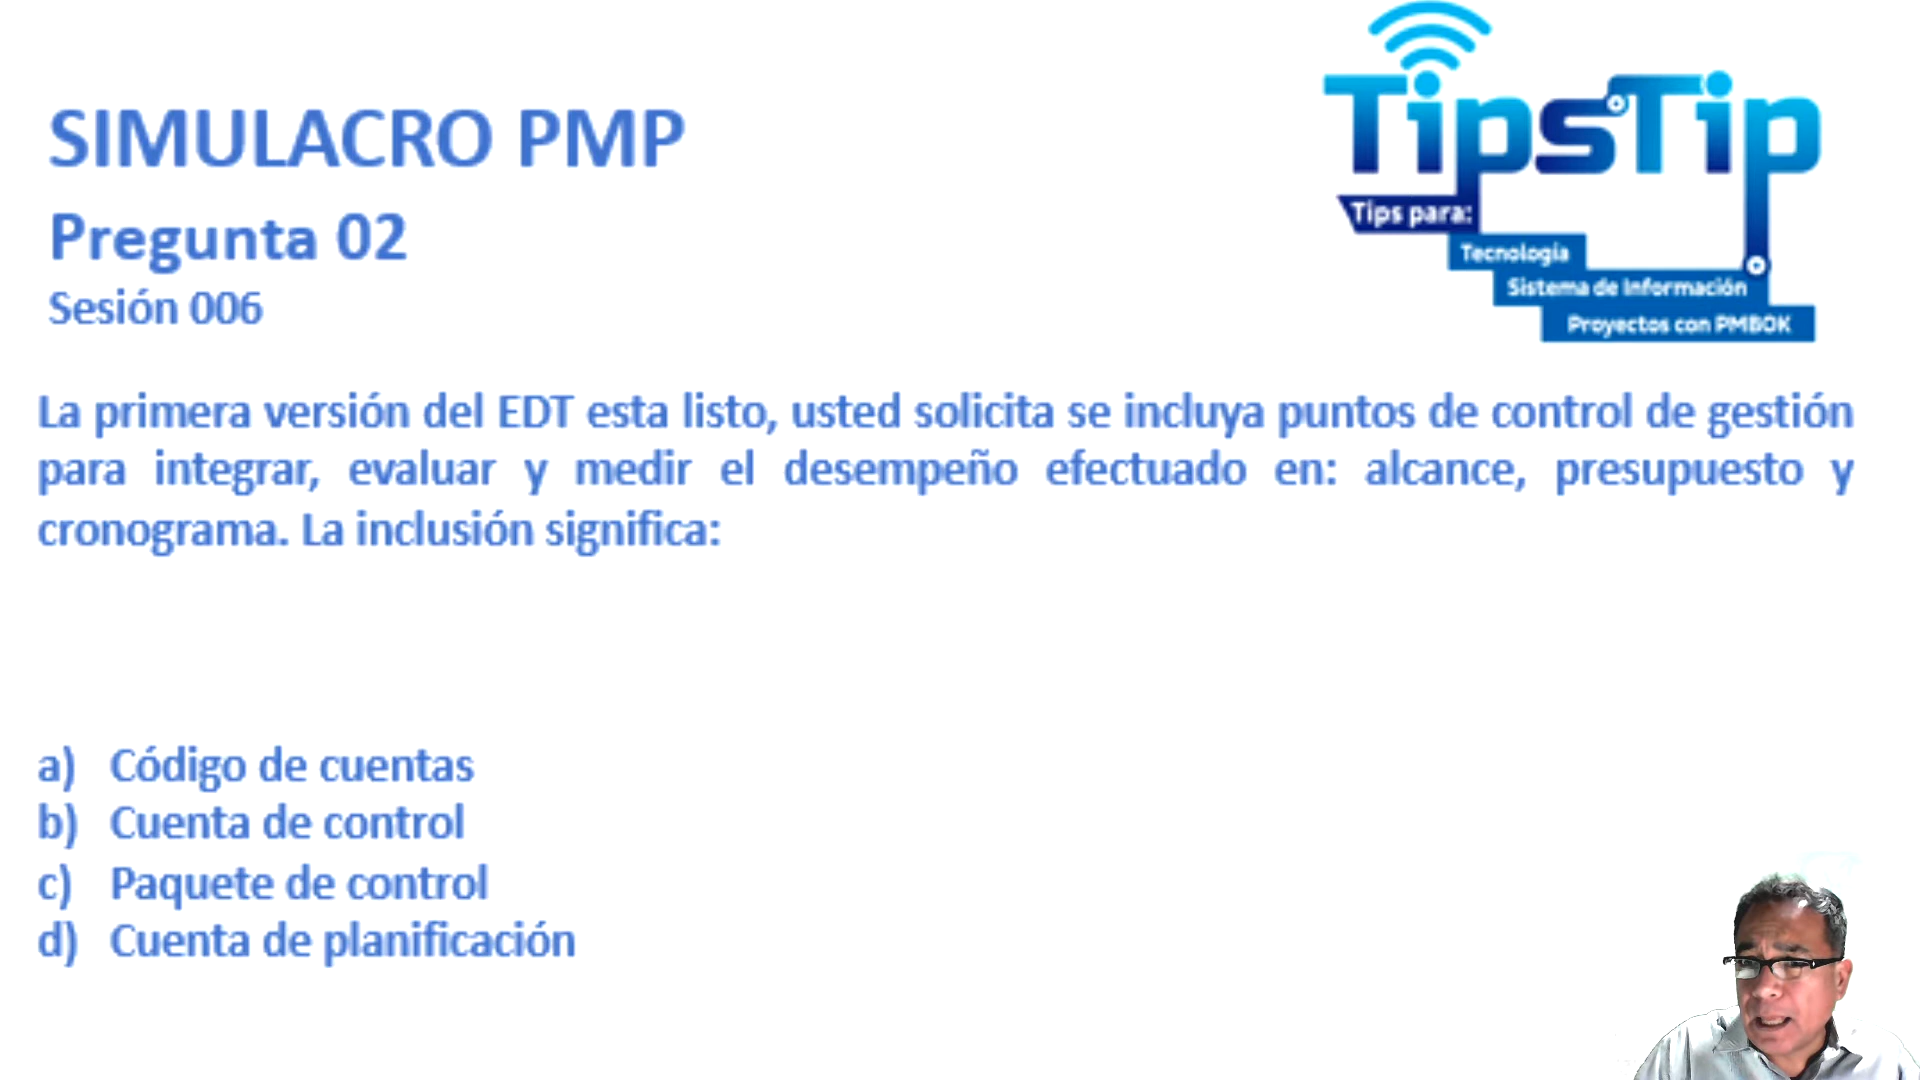 SIMULACRO PMP
Pregunta 02
Sesión 006
TipsTip
Tips para:
Tecnología
Sistema de Información
Proyectos con PMBOK
La primera versión del EDT esta listo, usted solicita se incluya puntos de control de gestión
para integrar, evaluar y medir el desempeño efectuado en: alcance, presupuesto y
cronograma. La inclusión significa:
a) Código de cuentas
b) Cuenta de control
c) Paquete de control
d) Cuenta de planificación